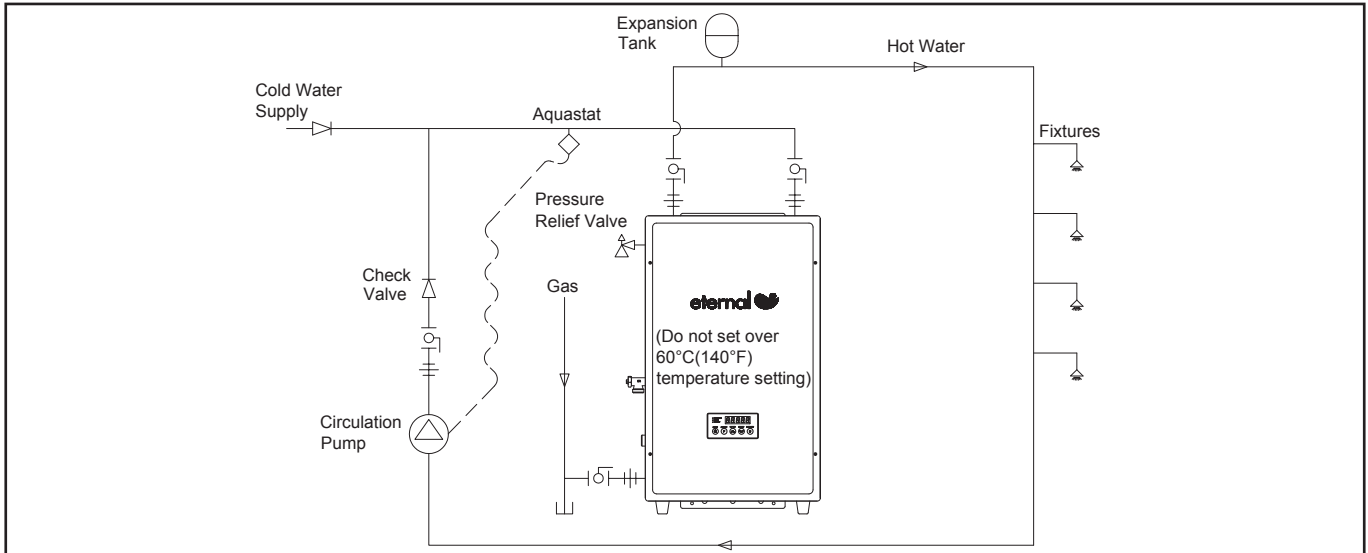 Expansion
Tank
Hot Water
Cold Water
Supply
Aquastat
Fixtures
Pressure
Relief Valve
Check
Valve
Gas
eternal
(Do not set over
60°C(140°F)
temperature setting)
Circulation
Pump